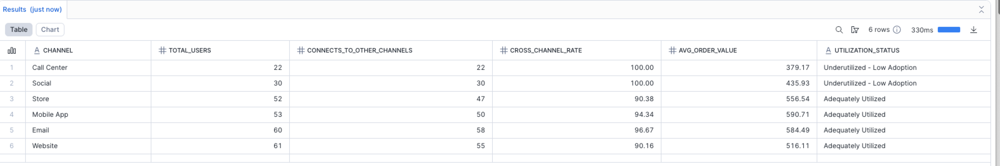 Results (just now)
Table Chart 6 rows 330ms
CHANNEL TOTAL_USERS CONNECTS_TO_OTHER_CHANNELS CROSS_CHANNEL_RATE AVG_ORDER_VALUE UTILIZATION_STATUS
1 Call Center 22 22 100.00 379.17 Underutilized - Low Adoption
2 Social 30 30 100.00 435.93 Underutilized - Low Adoption
3 Store 52 47 90.38 556.54 Adequately Utilized
4 Mobile App 53 50 94.34 590.71 Adequately Utilized
5 Email 60 58 96.67 584.49 Adequately Utilized
6 Website 61 55 90.16 516.11 Adequately Utilized